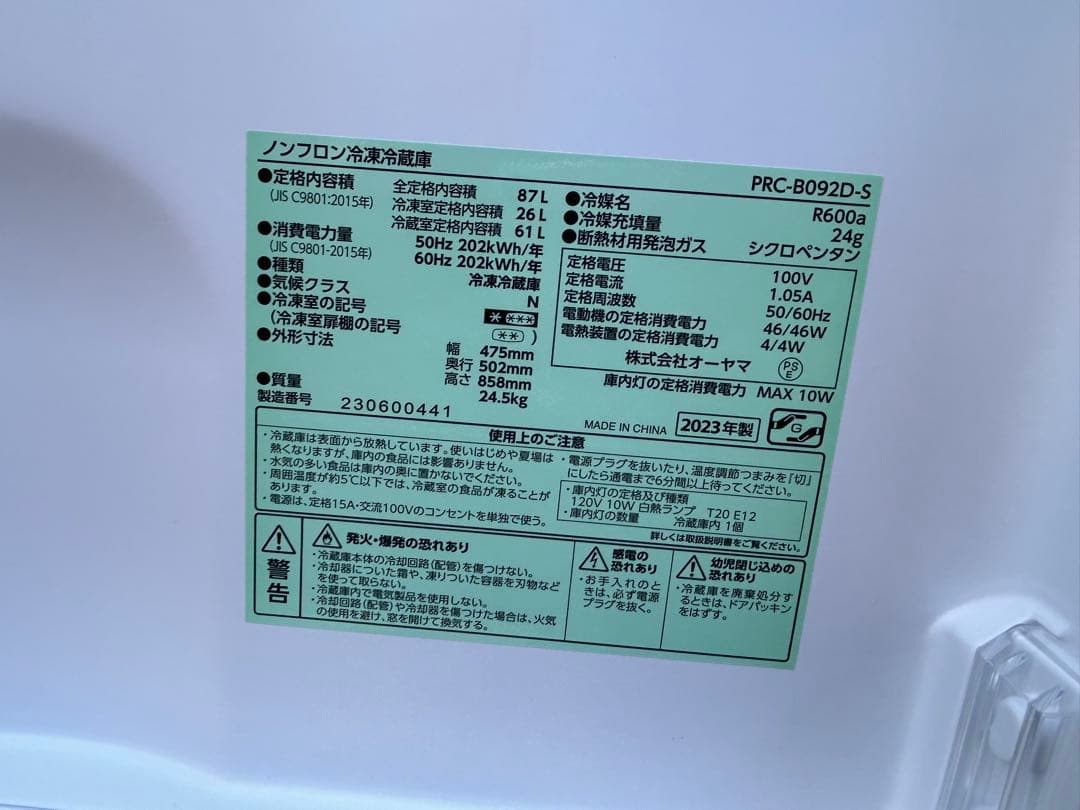 ノンフロン冷凍冷蔵庫
PRC-B092D-S
●定格内容積
(JIS C9801:2015年)
全定格内容積 87L
冷凍室定格内容積 26L
冷蔵室定格内容積 61L
●消費電力量
(JIS C9801-2015年)
50Hz 202kWh/年
60Hz 202kWh/年
●種類 冷凍冷蔵庫
●気候クラス N
●冷凍室の記号 ****
(冷凍室扉棚の記号 ** )
●外形寸法
幅 475mm
奥行 502mm
高さ 858mm
●質量 24.5kg
製造番号 230600441
●冷媒名 R600a
●冷媒充填量 24g
●断熱材用発泡ガス シクロペンタン
定格電圧 100V
定格電流 1.05A
定格周波数 50/60Hz
電動機の定格消費電力 46/46W
電熱装置の定格消費電力 4/4W
株式会社オーヤマ
PS
E
庫内灯の定格消費電力 MAX 10W
MADE IN CHINA
2023年製
G
使用上のご注意
・冷蔵庫は表面から放熱しています。使いはじめや夏場は
熱くなりますが、庫内の食品には影響ありません。
・水気の多い食品は庫内の奥に置かないでください。
・周囲温度が約5℃以下では、冷蔵室の食品が凍ることが
あります。
・電源は、定格15A・交流100Vのコンセントを単独で使う。
・電源プラグを抜いたり、温度調節つまみを「切」
にしたら通電まで6分間以上待ってください。
・庫内灯の定格及び種類
120V 10W 白熱ランプ T20 E12
・庫内灯の数量 冷蔵庫内 1個
詳しくは取扱説明書をご覧ください。
警告
発火・爆発の恐れあり
・冷蔵庫本体の冷却回路(配管)を傷つけない。
・冷却器についた霜や、凍りついた容器を刃物など
を使って取らない。
・冷蔵庫内で電気製品を使用しない。
・冷却回路(配管)や冷却器を傷つけた場合は、火気
の使用を避け、窓を開けて換気する。
感電の
恐れあり
・お手入れのと
きは、必ず電源
プラグを抜く。
幼児閉じ込めの
恐れあり
・冷蔵庫を廃棄処分す
るときは、ドアパッキン
をはずす。